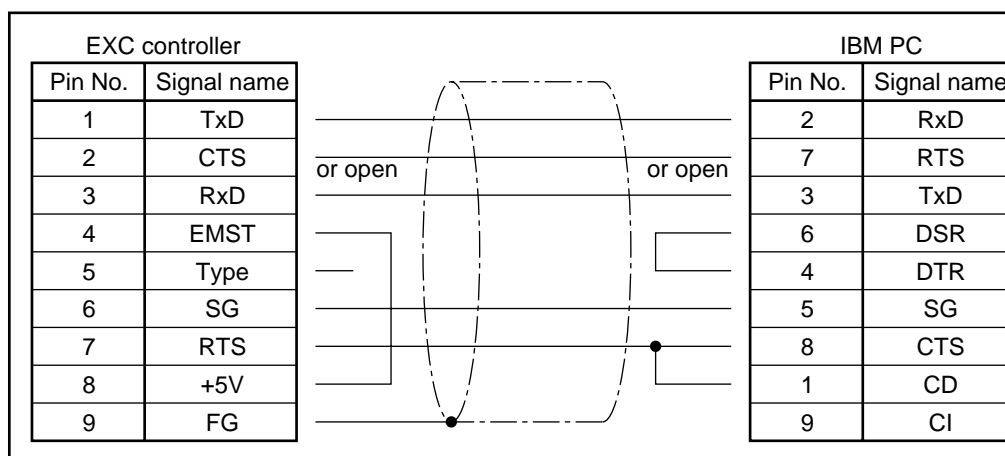 EXC controller IBM PC
Pin No. Signal name Pin No. Signal name
1 TxD 2 RxD
2 CTS or open or open 7 RTS
3 RxD 3 TxD
4 EMST 6 DSR
5 Type 4 DTR
6 SG 5 SG
7 RTS 8 CTS
8 +5V 1 CD
9 FG 9 CI